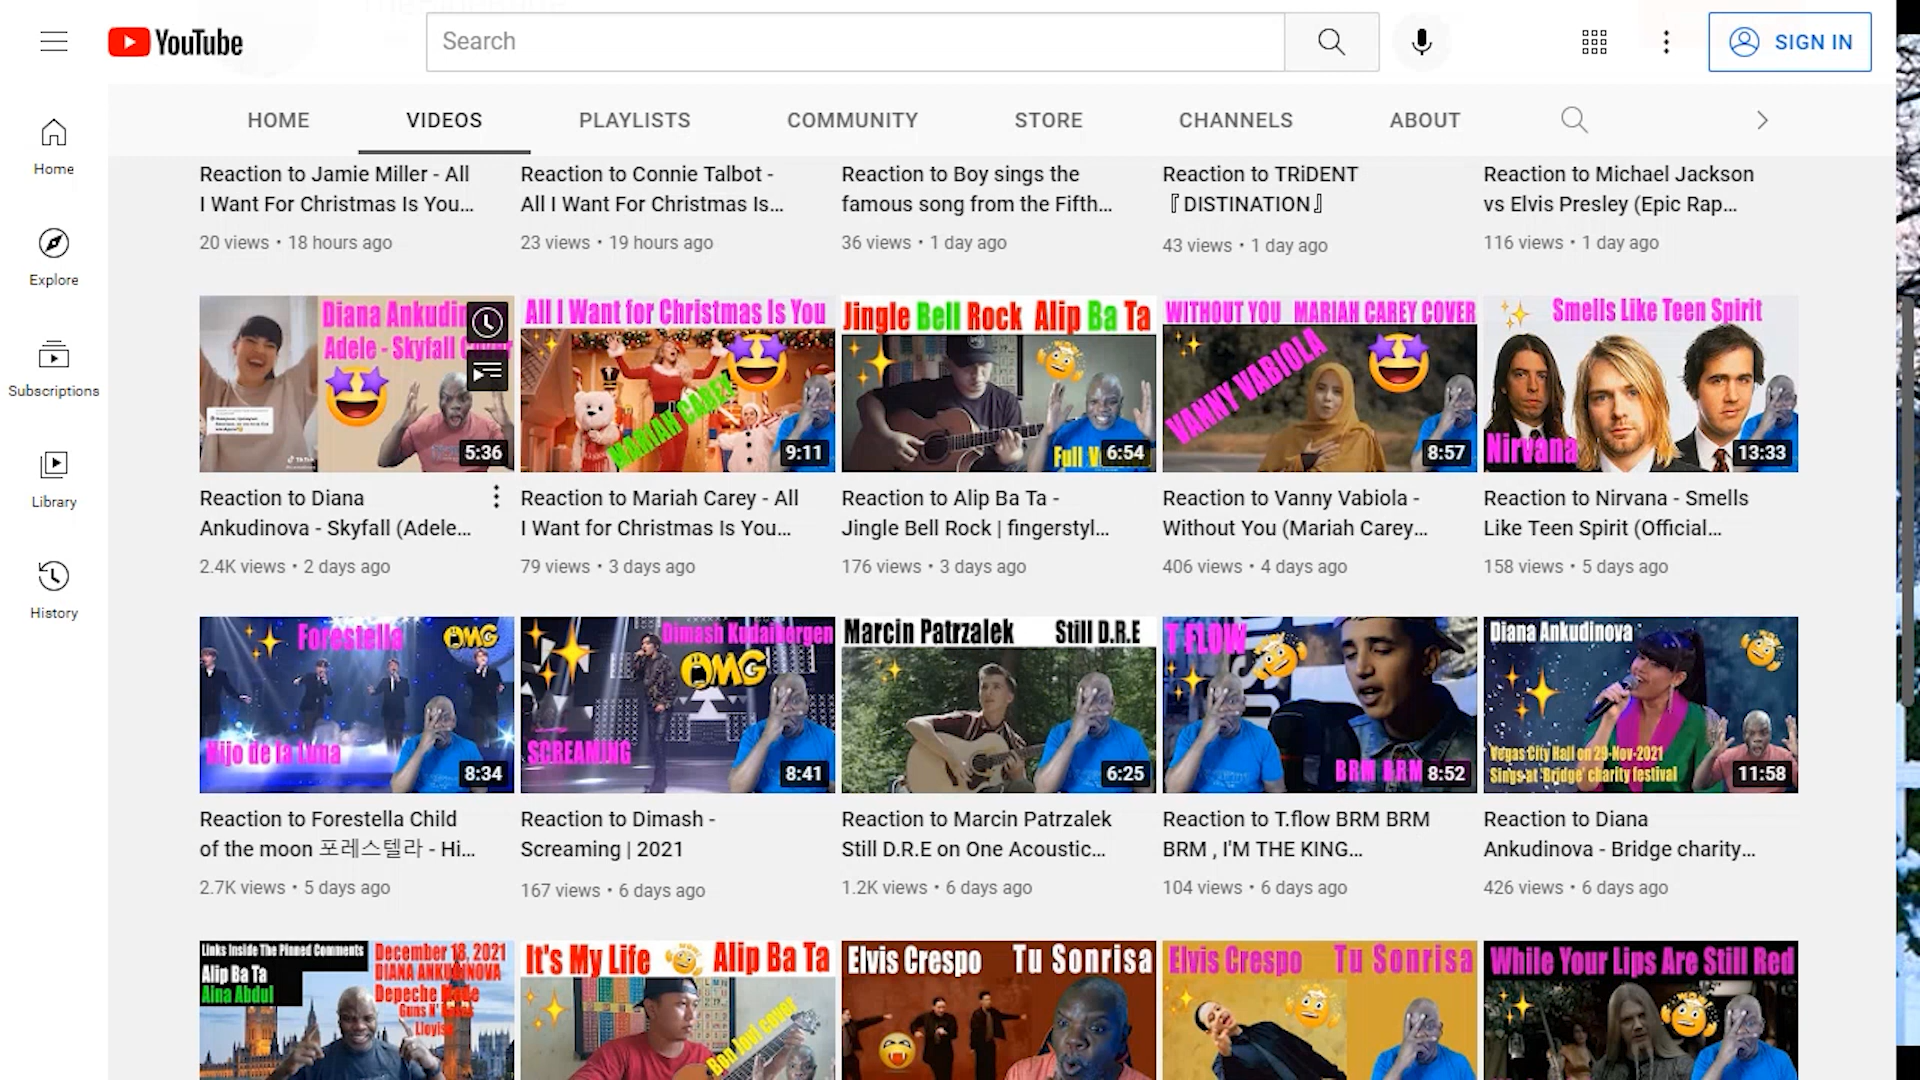 YouTube
Search
SIGN IN
HOME
VIDEOS
PLAYLISTS
COMMUNITY
STORE
CHANNELS
ABOUT
Home
Explore
Subscriptions
Library
History
Reaction to Jamie Miller - All
I Want For Christmas Is You...
20 views • 18 hours ago
Reaction to Connie Talbot -
All I Want For Christmas Is...
23 views • 19 hours ago
Reaction to Boy sings the
famous song from the Fifth...
36 views • 1 day ago
Reaction to TRiDENT
『DISTINATION』
43 views • 1 day ago
Reaction to Michael Jackson
vs Elvis Presley (Epic Rap...
116 views • 1 day ago
Diana Ankudin
Adele - Skyfall
TikTok
5:36
Reaction to Diana
Ankudinova - Skyfall (Adele...
2.4K views • 2 days ago
All I Want for Christmas Is You
MARIAH CAREY
9:11
Reaction to Mariah Carey - All
I Want for Christmas Is You...
79 views • 3 days ago
Jingle Bell Rock Alip Ba Ta
Full
6:54
Reaction to Alip Ba Ta -
Jingle Bell Rock | fingerstyl...
176 views • 3 days ago
WITHOUT YOU MARIAH CAREY COVER
VANNY VABIOLA
8:57
Reaction to Vanny Vabiola -
Without You (Mariah Carey...
406 views • 4 days ago
Smells Like Teen Spirit
Nirvana
13:33
Reaction to Nirvana - Smells
Like Teen Spirit (Official...
158 views • 5 days ago
Forestella
OMG
Hijo de la Luna
8:34
Reaction to Forestella Child
of the moon 포레스텔라 - Hi...
2.7K views • 5 days ago
Dimash Kudaibergen
OMG
SCREAMING
8:41
Reaction to Dimash -
Screaming | 2021
167 views • 6 days ago
Marcin Patrzalek Still D.R.E
6:25
Reaction to Marcin Patrzalek
Still D.R.E on One Acoustic...
1.2K views • 6 days ago
T FLOW
BRM BRM
8:52
Reaction to T.flow BRM BRM
BRM , I'M THE KING...
104 views • 6 days ago
Diana Ankudinova
Vegas City Hall on 29-Nov-2021
Sings at 'Bridge' charity festival
11:58
Reaction to Diana
Ankudinova - Bridge charity...
426 views • 6 days ago
Links Inside The Pinned Comments
Alip Ba Ta
Aina Abdul
December 18, 2021
DIANA ANKUDINOVA
Depeche Mode
Guns N' Roses
Lloyiso
It's My Life Alip Ba Ta
Bon Jovi cover
Elvis Crespo Tu Sonrisa
Elvis Crespo Tu Sonrisa
While Your Lips Are Still Red